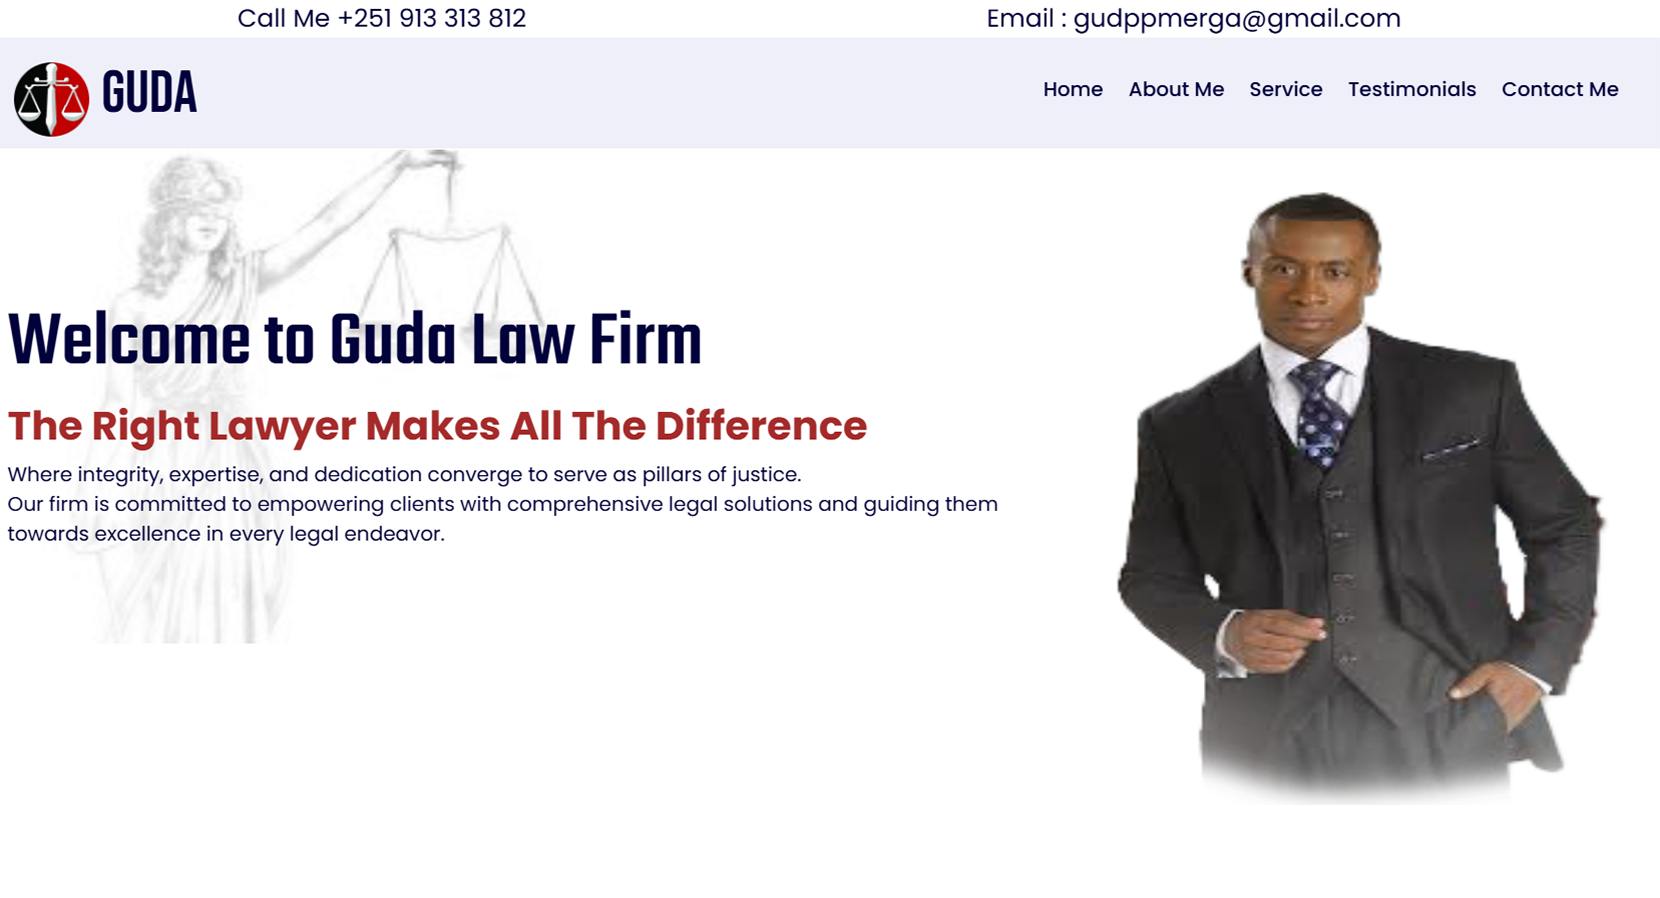 Call Me +251 913 313 812
Email : gudppmerga@gmail.com
GUDA
Home
About Me
Service
Testimonials
Contact Me
Welcome to Guda Law Firm
The Right Lawyer Makes All The Difference
Where integrity, expertise, and dedication converge to serve as pillars of justice.
Our firm is committed to empowering clients with comprehensive legal solutions and guiding them
towards excellence in every legal endeavor.